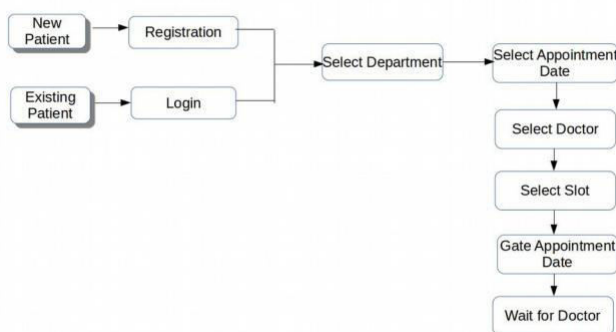 New
Patient
Registration
Select Department
Select Appointment
Date
Existing
Patient
Login
Select Doctor
Select Slot
Gate Appointment
Date
Wait for Doctor